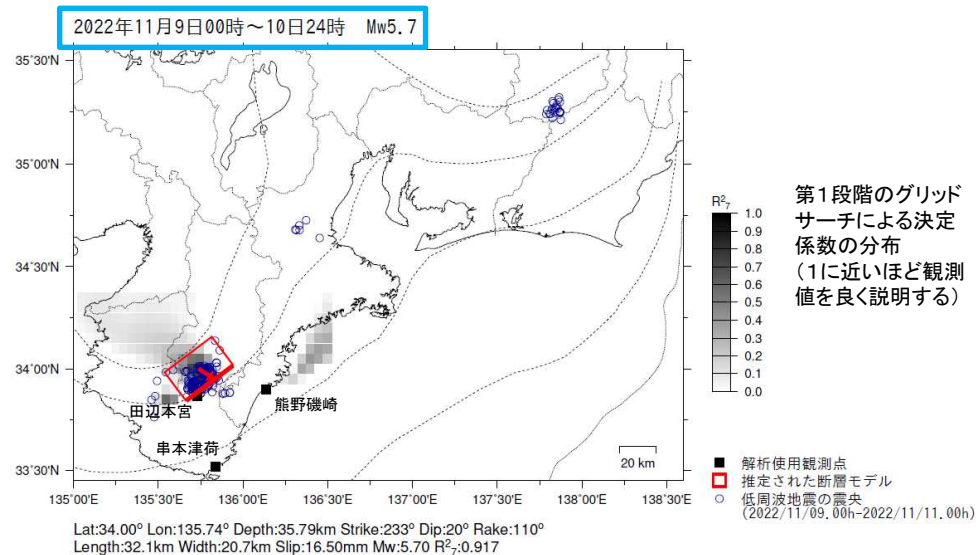 2022年11月9日00時～10日24時 Mw5.7
35°30'N
35°00'N
34°30'N
34°00'N
33°30'N
135°00'E
135°30'E
136°00'E
136°30'E
137°00'E
137°30'E
138°00'E
138°30'E
田辺本宮
熊野磯崎
串本津荷
20 km
R²₇
1.0
0.9
0.8
0.7
0.6
0.5
0.4
0.3
0.2
0.1
0.0
第1段階のグリッド
サーチによる決定
係数の分布
(1に近いほど観測
値を良く説明する)
解析使用観測点
推定された断層モデル
低周波地震の震央
(2022/11/09.00h-2022/11/11.00h)
Lat:34.00° Lon:135.74° Depth:35.79km Strike:233° Dip:20° Rake:110°
Length:32.1km Width:20.7km Slip:16.50mm Mw:5.70 R²₇:0.917